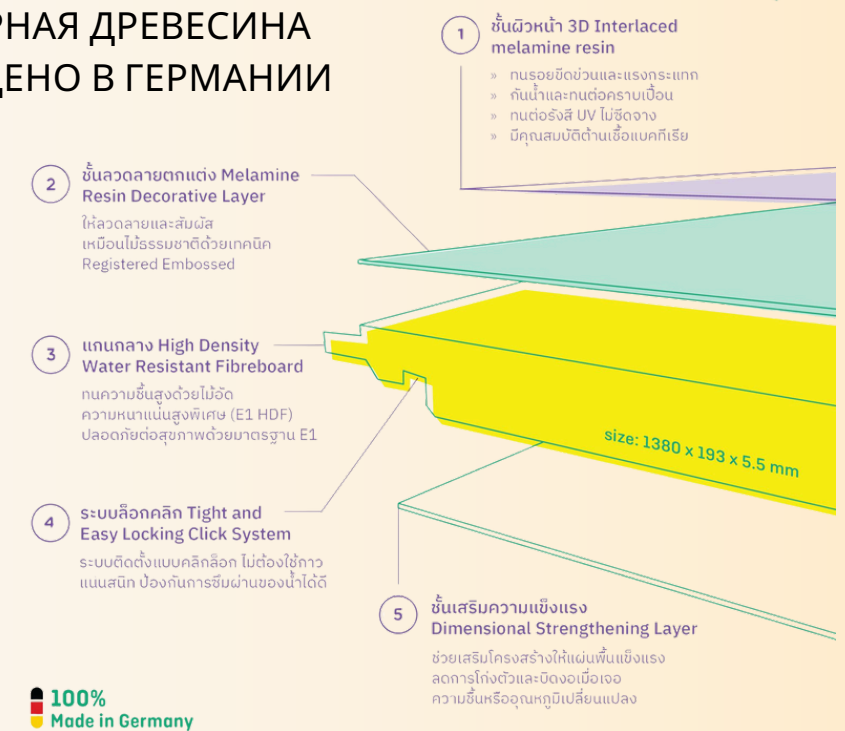 РНАЯ ДРЕВЕСИНА
ЕНО В ГЕРМАНИИ
1
ชั้นผิวหน้า 3D Interlaced
melamine resin
» ทนรอยขีดข่วนและแรงกระแทก
» กันน้ำและทนต่อคราบเปื้อน
» ทนต่อรังสี UV ไม่ซีดจาง
» มีคุณสมบัติต้านเชื้อแบคทีเรีย
2
ชั้นลวดลายตกแต่ง Melamine
Resin Decorative Layer
ให้ลวดลายและสัมผัส
เหมือนไม้ธรรมชาติด้วยเทคนิค
Registered Embossed
3
แกนกลาง High Density
Water Resistant Fibreboard
ทนความชื้นสูงด้วยไม้อัด
ความหนาแน่นสูงพิเศษ (E1 HDF)
ปลอดภัยต่อสุขภาพด้วยมาตรฐาน E1
size: 1380 x 193 x 5.5 mm
4
ระบบล็อกคลิก Tight and
Easy Locking Click System
ระบบติดตั้งแบบคลิกล็อก ไม่ต้องใช้กาว
แนบสนิท ป้องกันการซึมผ่านของน้ำได้ดี
5
ชั้นเสริมความแข็งแรง
Dimensional Strengthening Layer
ช่วยเสริมโครงสร้างให้แผ่นพื้นแข็งแรง
ลดการโก่งตัวและบิดงอเมื่อเจอ
ความชื้นหรืออุณหภูมิเปลี่ยนแปลง
100%
Made in Germany